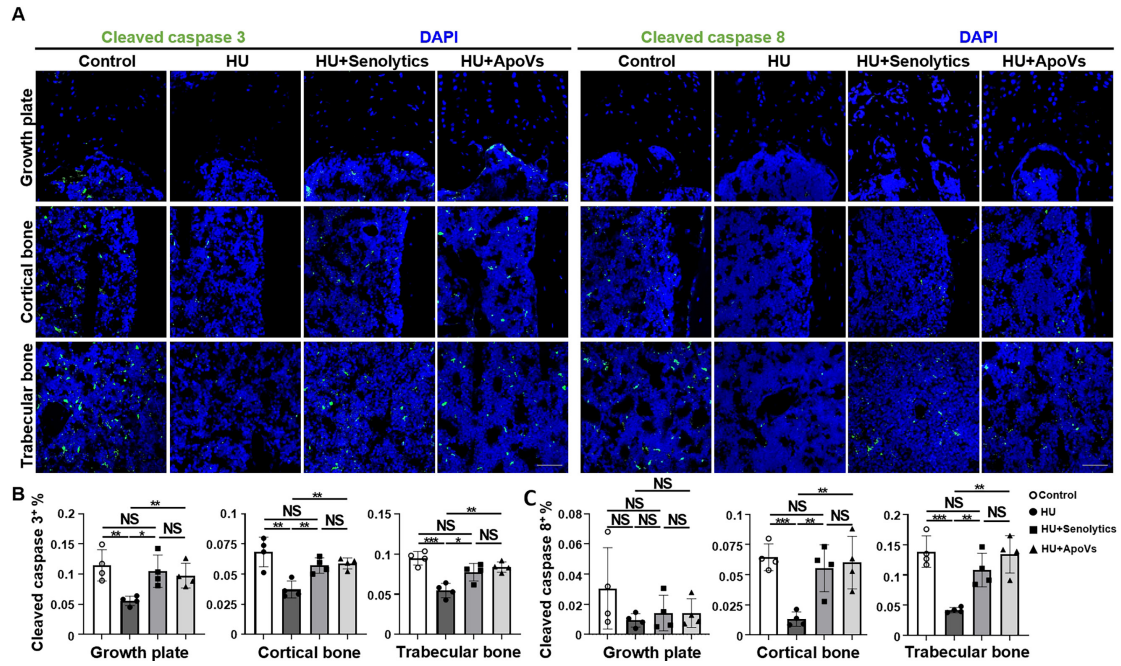 A
Cleaved caspase 3 DAPI Cleaved caspase 8 DAPI
Control HU HU+Senolytics HU+ApoVs Control HU HU+Senolytics HU+ApoVs
Growth plate
Cortical bone
Trabecular bone
B
Cleaved caspase 3⁺ %
0.2
0.15
0.1
0.05
0
**
NS
** *
NS
Growth plate
0.1
0.075
0.05
0.025
0
**
NS
** **
NS
Cortical bone
0.15
0.1
0.05
0
**
NS
*** *
NS
Trabecular bone
C
Cleaved caspase 8⁺ %
0.08
0.06
0.04
0.02
0
NS
NS
NS NS NS
Growth plate
0.1
0.075
0.05
0.025
0
**
NS
*** **
NS
Cortical bone
0.2
0.15
0.1
0.05
0
**
NS
*** **
NS
Trabecular bone
Control
HU
HU+Senolytics
HU+ApoVs